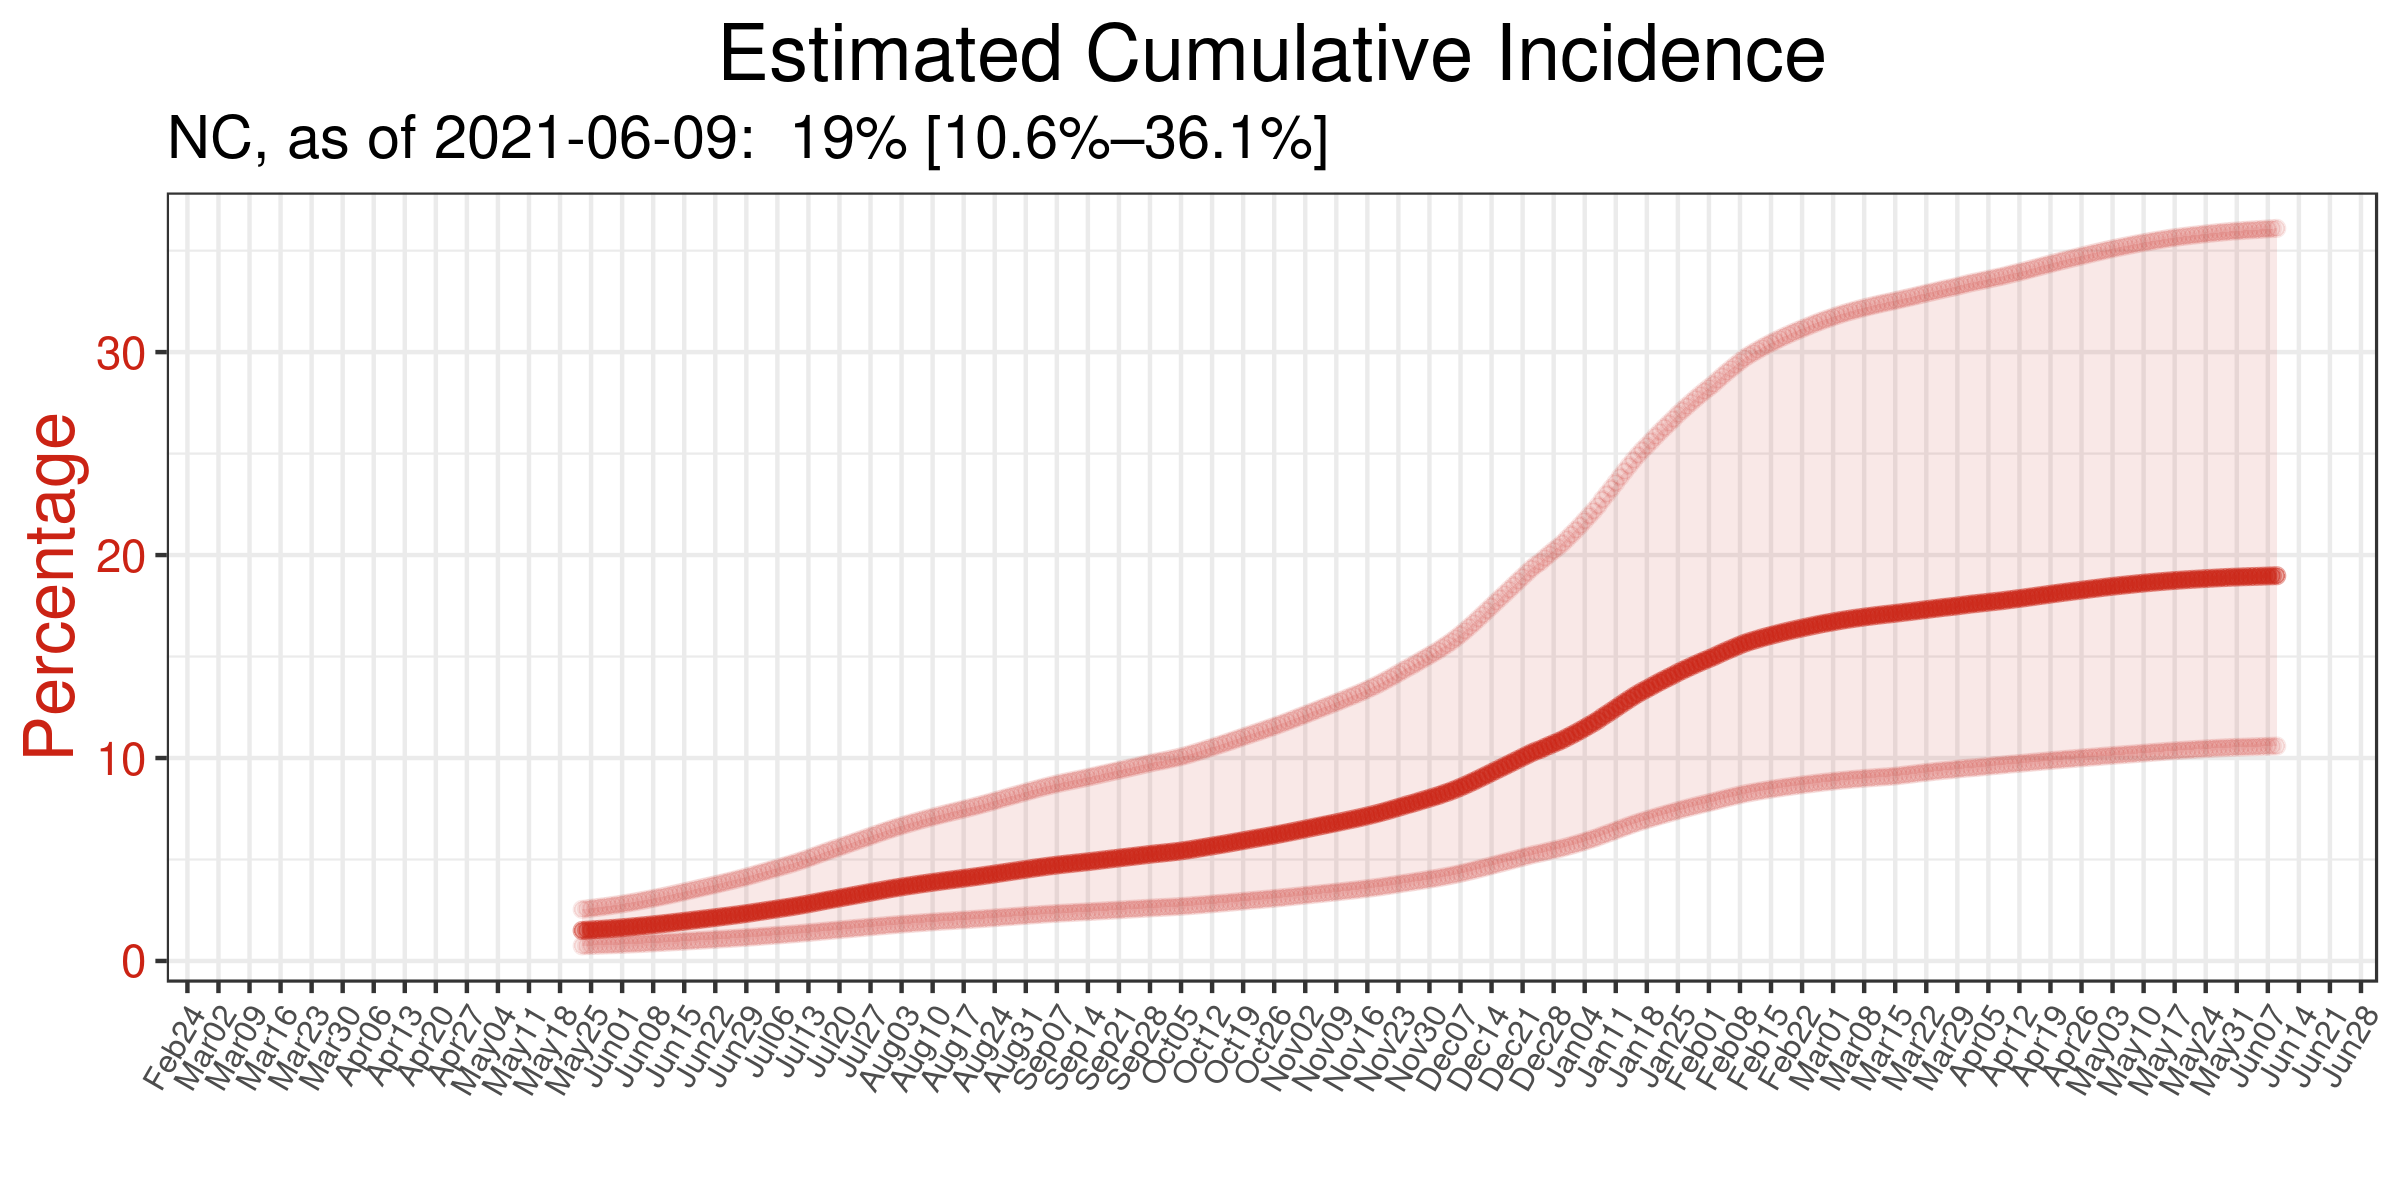 Estimated Cumulative Incidence
NC, as of 2021-06-09:  19% [10.6%–36.1%]
Percentage
30
20
10
0
Feb24
Mar02
Mar09
Mar16
Mar23
Mar30
Apr06
Apr13
Apr20
Apr27
May04
May11
May18
May25
Jun01
Jun08
Jun15
Jun22
Jun29
Jul06
Jul13
Jul20
Jul27
Aug03
Aug10
Aug17
Aug24
Aug31
Sep07
Sep14
Sep21
Sep28
Oct05
Oct12
Oct19
Oct26
Nov02
Nov09
Nov16
Nov23
Nov30
Dec07
Dec14
Dec21
Dec28
Jan04
Jan11
Jan18
Jan25
Feb01
Feb08
Feb15
Feb22
Mar01
Mar08
Mar15
Mar22
Mar29
Apr05
Apr12
Apr19
Apr26
May03
May10
May17
May24
May31
Jun07
Jun14
Jun21
Jun28